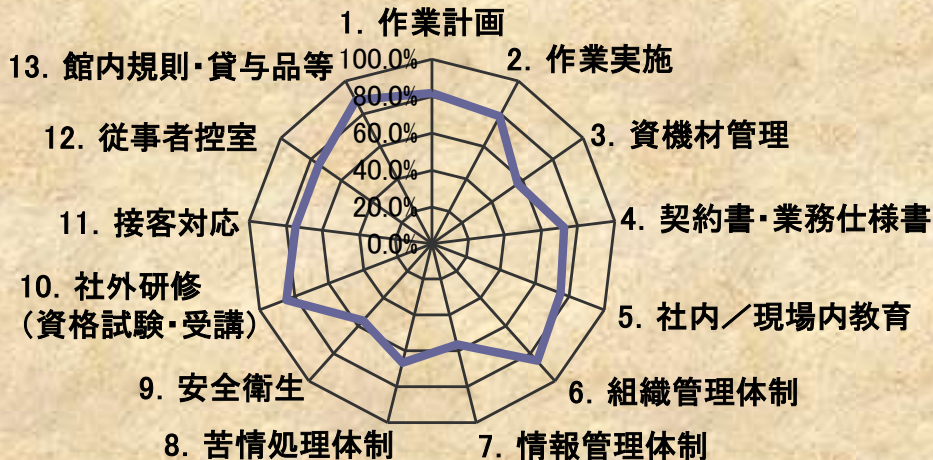 1. 作業計画
2. 作業実施
3. 資機材管理
4. 契約書・業務仕様書
5. 社内／現場内教育
6. 組織管理体制
7. 情報管理体制
8. 苦情処理体制
9. 安全衛生
10. 社外研修
（資格試験・受講）
11. 接客対応
12. 従事者控室
13. 館内規則・貸与品等
100.0%
80.0%
60.0%
40.0%
20.0%
0.0%